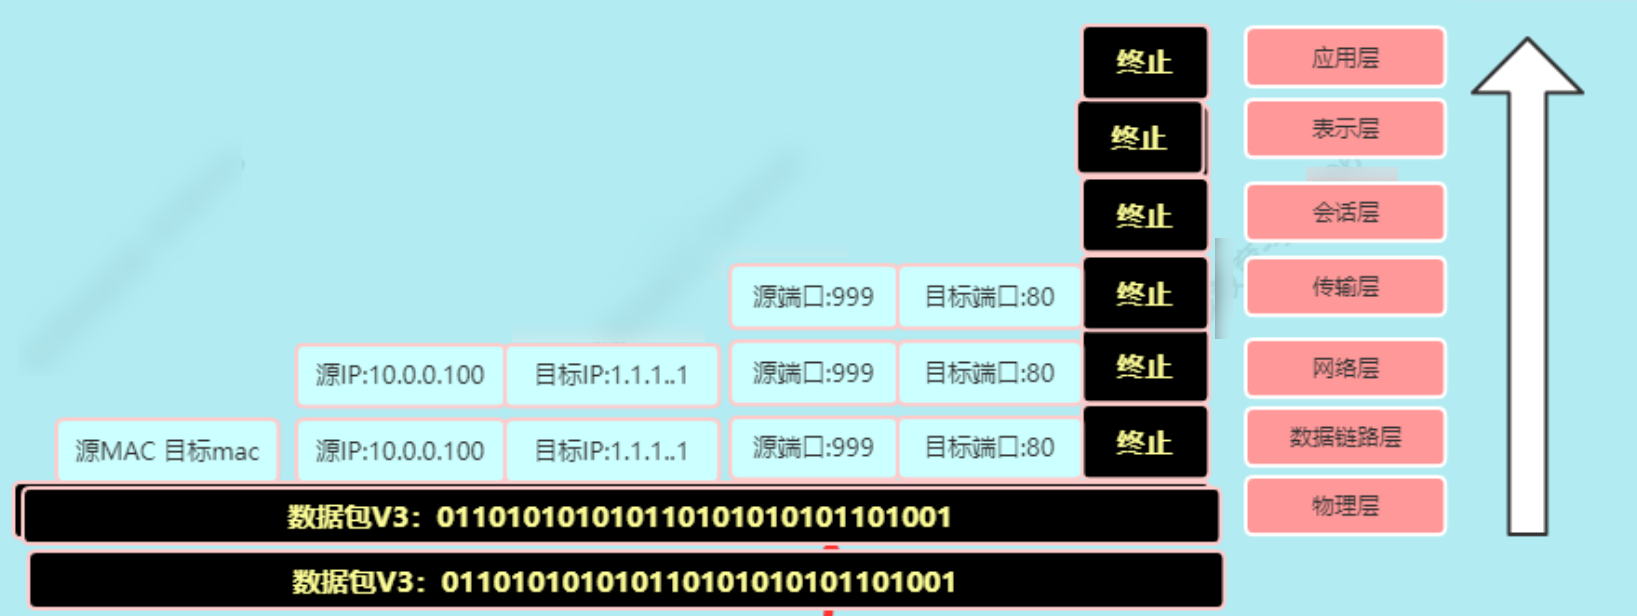 终止 应用层
终止 表示层
终止 会话层
源端口:999 目标端口:80 终止 传输层
源IP:10.0.0.100 目标IP:1.1.1..1 源端口:999 目标端口:80 终止 网络层
源MAC 目标mac 源IP:10.0.0.100 目标IP:1.1.1..1 源端口:999 目标端口:80 终止 数据链路层
数据包V3：011010101010110101010101101001 物理层
数据包V3：011010101010110101010101101001